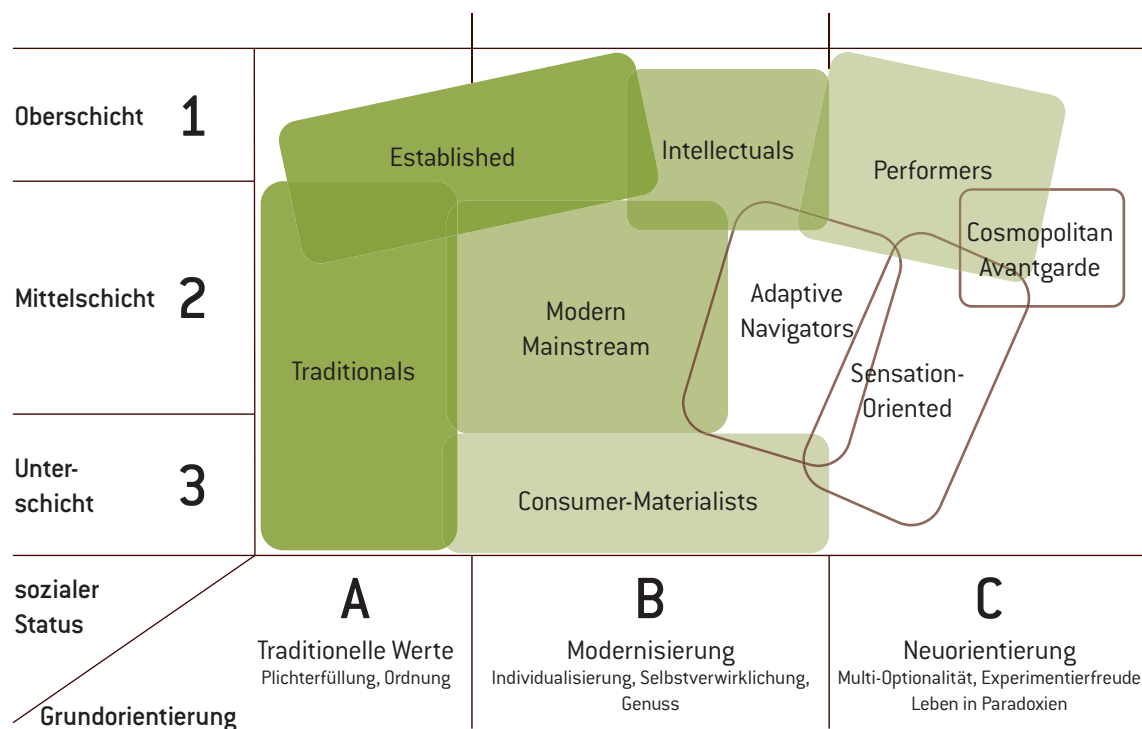 Oberschicht 1
Established
Intellectuals
Performers
Cosmopolitan
Avantgarde
Mittelschicht 2
Modern
Mainstream
Adaptive
Navigators
Traditionals
Sensation-
Oriented
Unter-
schicht 3
Consumer-Materialists
sozialer
Status
Grundorientierung
A
Traditionelle Werte
Plichterfüllung, Ordnung
B
Modernisierung
Individualisierung, Selbstverwirklichung,
Genuss
C
Neuorientierung
Multi-Optionalität, Experimentierfreude
Leben in Paradoxien